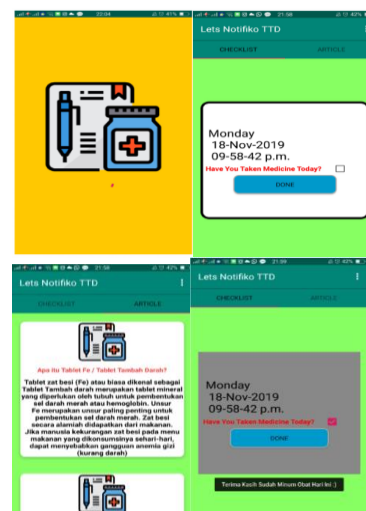 22:04
41%
21:58
42%
Lets Notifiko TTD
CHECKLIST
ARTICLE
Monday
18-Nov-2019
09-58-42 p.m.
Have You Taken Medicine Today?
DONE
21:58
42%
Lets Notifiko TTD
CHECKLIST
ARTICLE
Apa itu Tablet Fe / Tablet Tambah Darah?
Tablet zat besi (Fe) atau biasa dikenal sebagai
Tablet Tambah darah merupakan tablet mineral
yang diperlukan oleh tubuh untuk pembentukan
sel darah merah atau hemoglobin. Unsur
Fe merupakan unsur paling penting untuk
pembentukan sel darah merah. Zat besi
secara alamiah didapatkan dari makanan.
Jika manusia kekurangan zat besi pada menu
makanan yang dikonsumsinya sehari-hari,
dapat menyebabkan gangguan anemia gizi
(kurang darah)
21:59
42%
Lets Notifiko TTD
CHECKLIST
ARTICLE
Monday
18-Nov-2019
09-58-42 p.m.
Have You Taken Medicine Today?
DONE
Terima Kasih Sudah Minum Obat Hari Ini :)